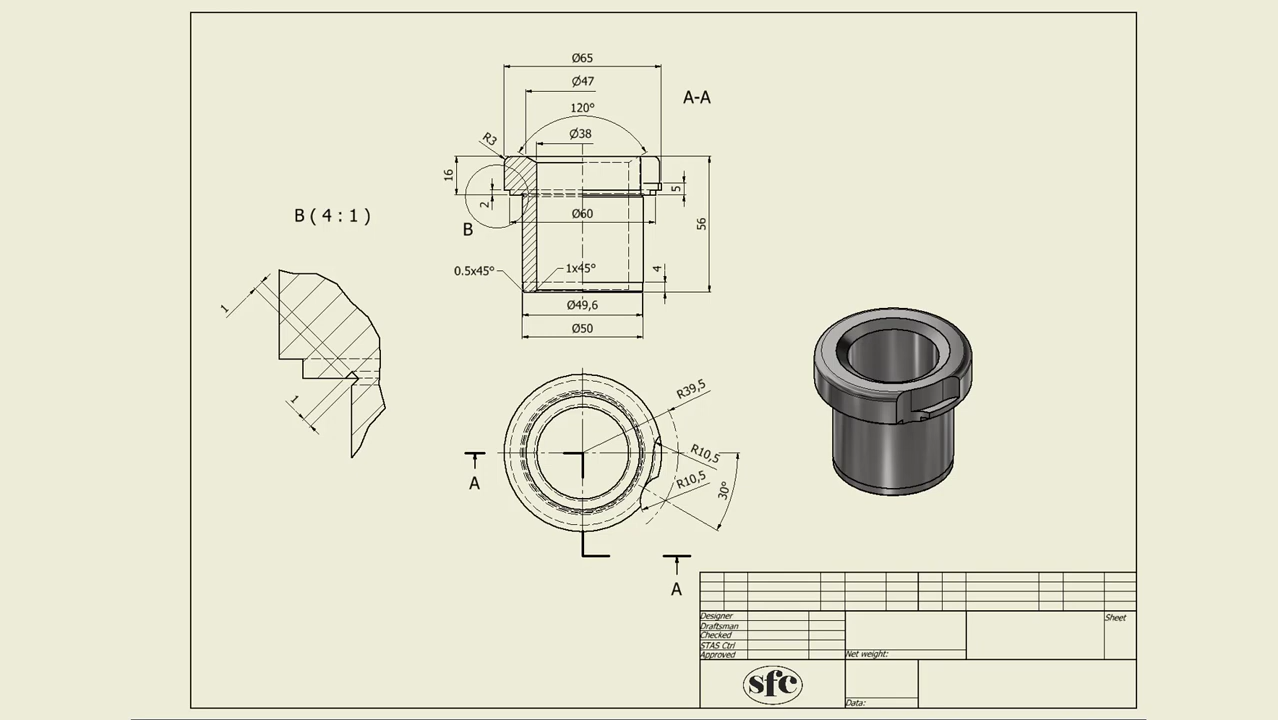 Ø65
Ø47
A-A
120°
Ø38
R3
16
5
2
56
B ( 4 : 1 )
Ø60
B
4
0.5x45°
1x45°
1
Ø49,6
Ø50
1
R39,5
R10,5
R10,5
30°
A
A
Designer
Draftsman
Checked
STAS Ctrl
Approved
Net weight:
Sheet
sfc
Data: